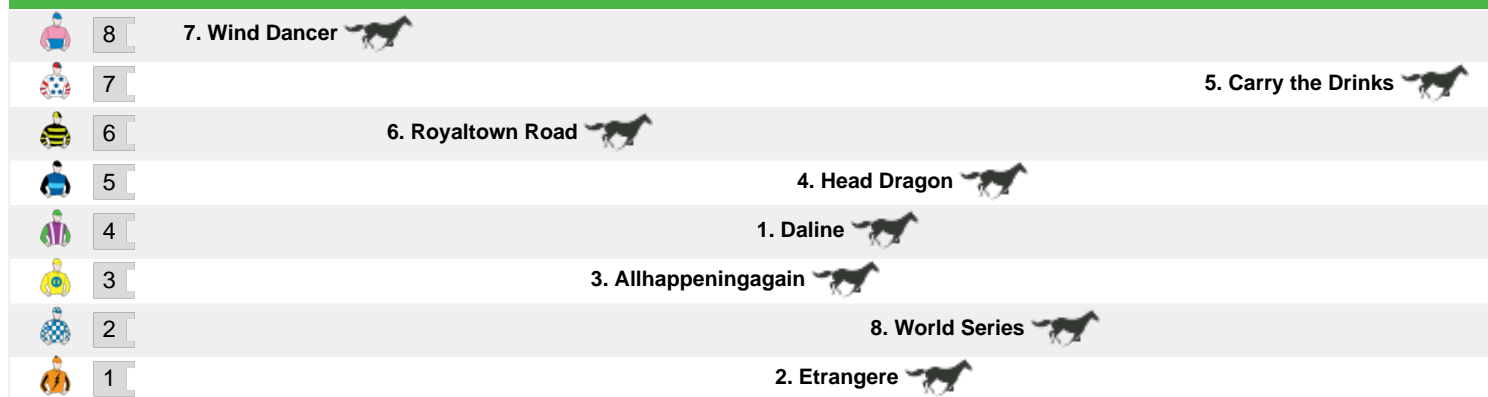 8 7. Wind Dancer
7 5. Carry the Drinks
6 6. Royaltown Road
5 4. Head Dragon
4 1. Daline
3 3. Allhappeningagain
2 8. World Series
1 2. Etrangere